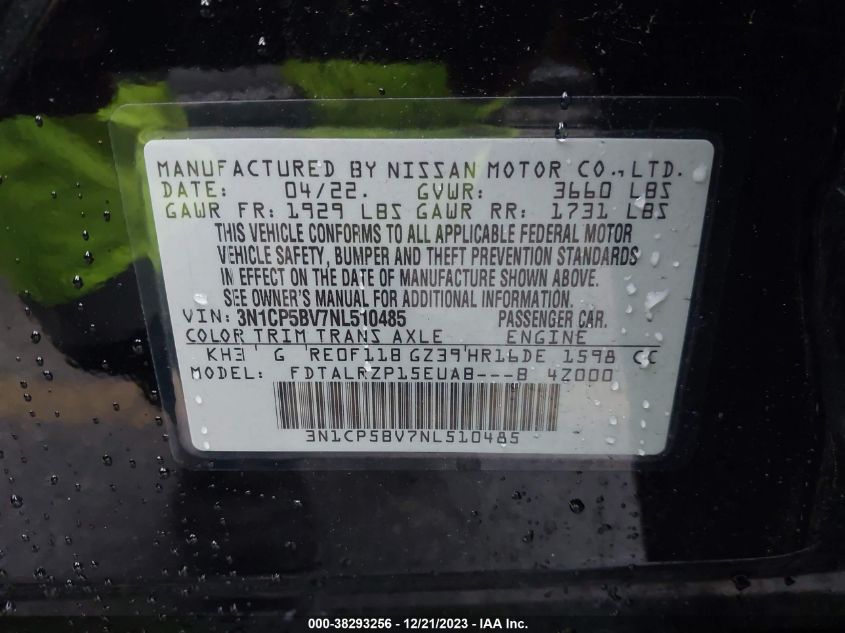 MANUFACTURED BY NISSAN MOTOR CO.,LTD.
DATE: 04/22. GVWR: 3660 LBS
GAWR FR: 1929 LBS GAWR RR: 1731 LBS
THIS VEHICLE CONFORMS TO ALL APPLICABLE FEDERAL MOTOR
VEHICLE SAFETY, BUMPER AND THEFT PREVENTION STANDARDS
IN EFFECT ON THE DATE OF MANUFACTURE SHOWN ABOVE.
SEE OWNER'S MANUAL FOR ADDITIONAL INFORMATION.
VIN: 3N1CP5BV7NL510485 PASSENGER CAR.
COLOR TRIM TRANS AXLE ENGINE
KH3 ' G 'RE0F11B GZ39'HR16DE 1598 CC
MODEL: FDTALRZP15EUAB---B 4Z000
3N1CP5BV7NL510485
000-38293256 - 12/21/2023 - IAA Inc.